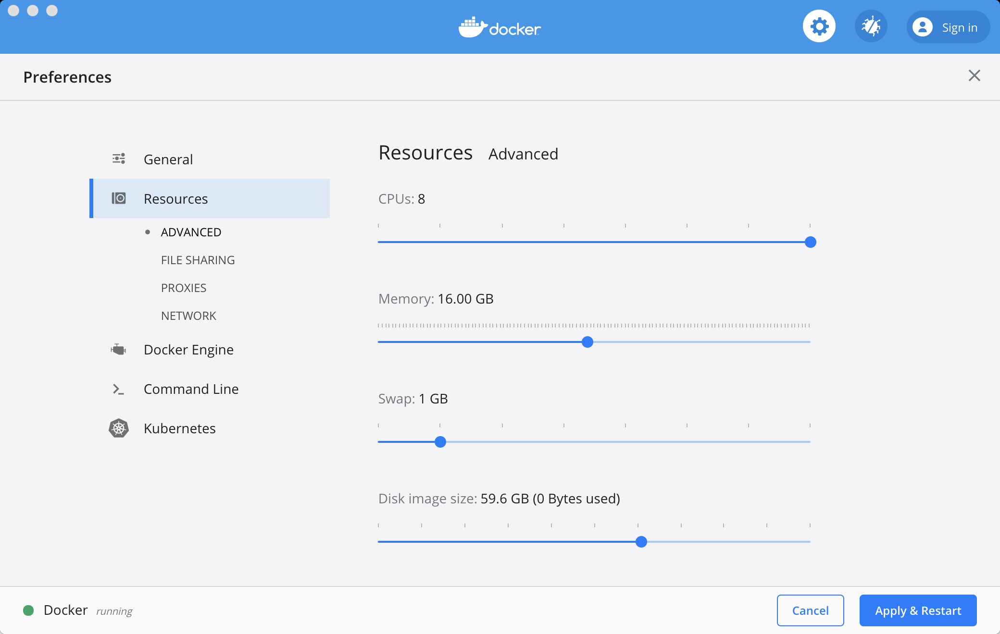 docker
Sign in
Preferences
General
Resources
ADVANCED
FILE SHARING
PROXIES
NETWORK
Docker Engine
Command Line
Kubernetes
Resources Advanced
CPUs: 8
Memory: 16.00 GB
Swap: 1 GB
Disk image size: 59.6 GB (0 Bytes used)
Docker running
Cancel
Apply & Restart